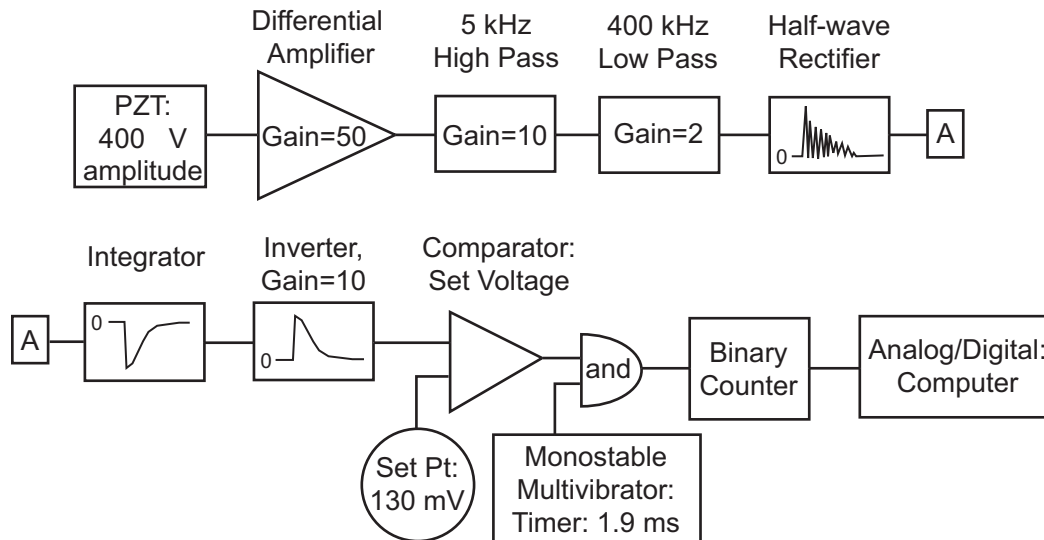 Differential
Amplifier
5 kHz
High Pass
400 kHz
Low Pass
Half-wave
Rectifier
PZT:
400 V
amplitude
Gain=50
Gain=10
Gain=2
0
A
Integrator
Inverter,
Gain=10
Comparator:
Set Voltage
A
0
0
and
Binary
Counter
Analog/Digital:
Computer
Set Pt:
130 mV
Monostable
Multivibrator:
Timer: 1.9 ms